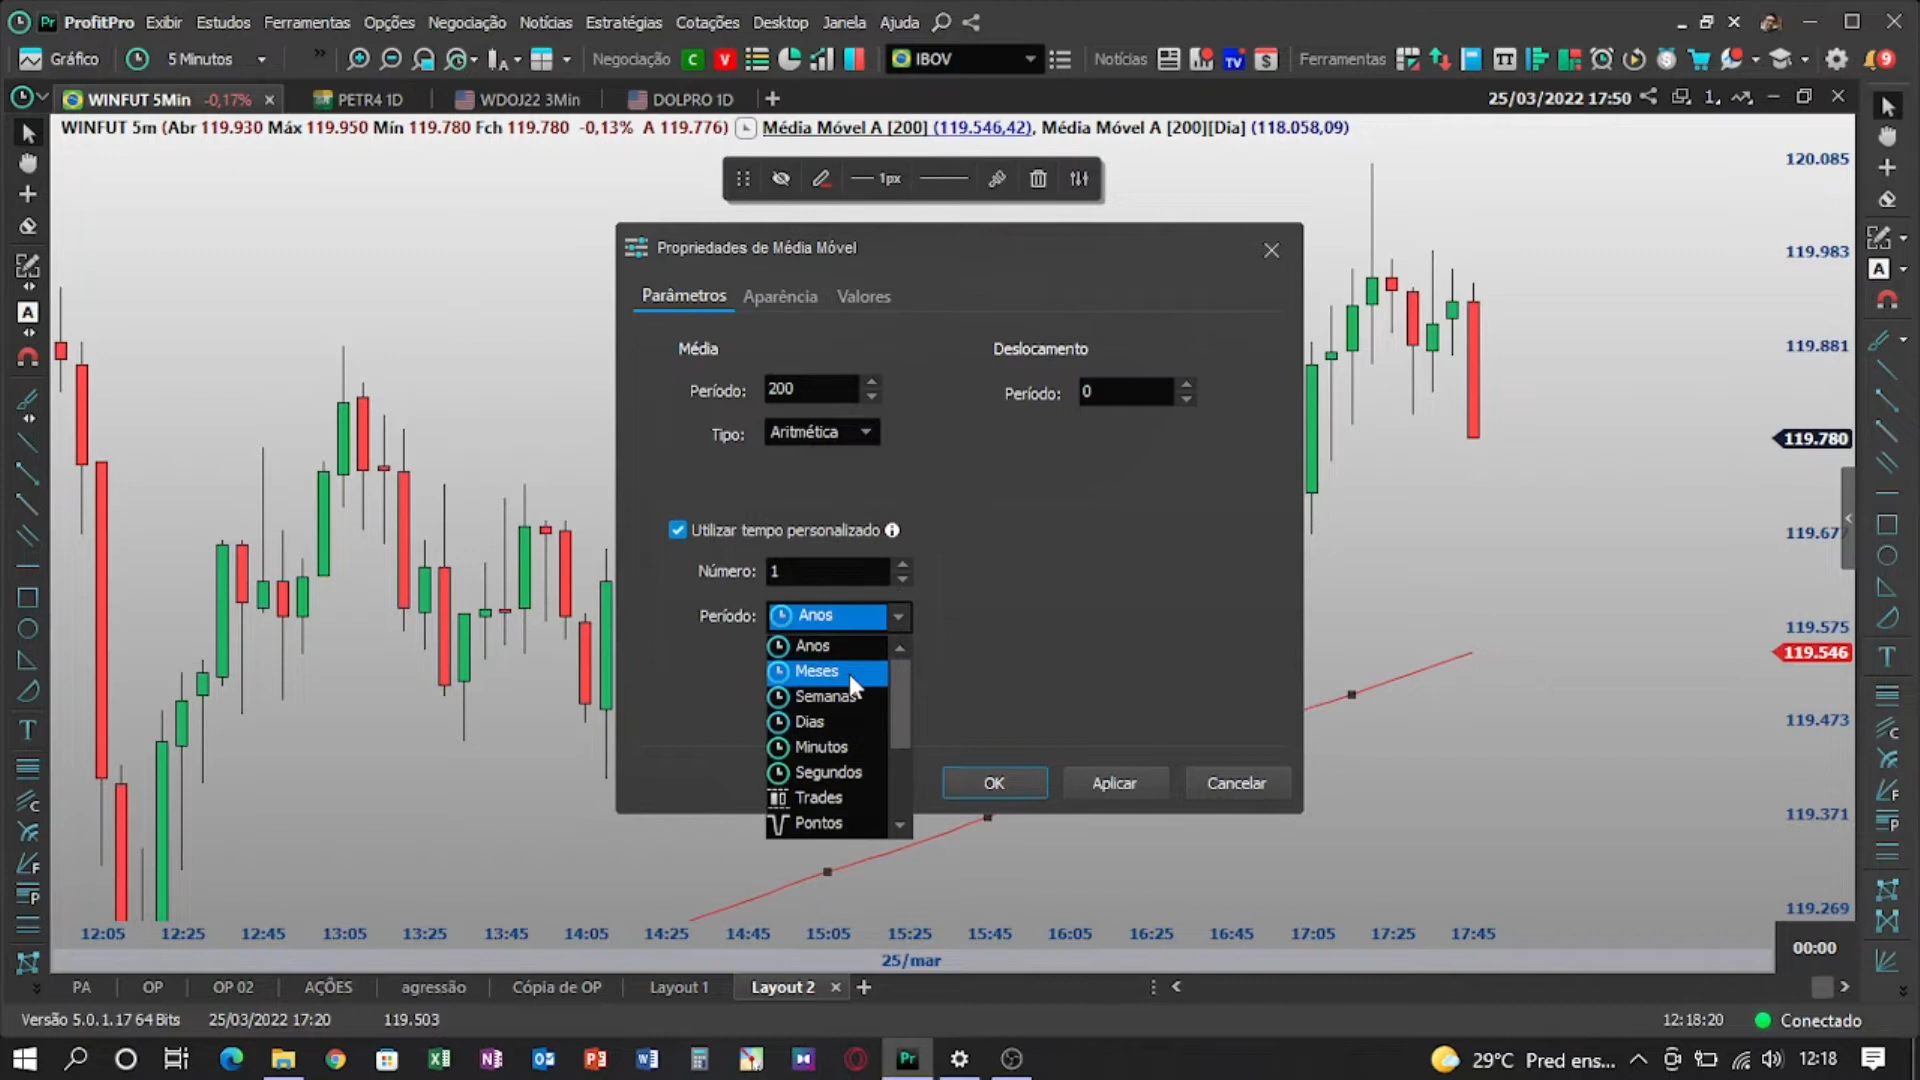 ProfitPro Exibir Estudos Ferramentas Opções Negociação Notícias Estratégias Cotações Desktop Janela Ajuda
Gráfico 5 Minutos Negociação C V IBOV Notícias Ferramentas 9
WINFUT 5Min -0,17% PETR4 1D WDOJ22 3Min DOLPRO 1D 25/03/2022 17:50
WINFUT 5m (Abr 119.930 Máx 119.950 Mín 119.780 Fch 119.780 -0,13% A 119.776) Média Móvel A [200] (119.546,42), Média Móvel A [200][Dia] (118.058,09)
1px
Propriedades de Média Móvel
Parâmetros Aparência Valores
Média
Período: 200
Tipo: Aritmética
Deslocamento
Período: 0
Utilizar tempo personalizado
Número: 1
Período: Anos
Anos
Meses
Semanas
Dias
Minutos
Segundos
Trades
Pontos
OK Aplicar Cancelar
120.085
119.983
119.881
119.780
119.677
119.575
119.546
119.473
119.371
119.269
12:05 12:25 12:45 13:05 13:25 13:45 14:05 14:25 14:45 15:05 15:25 15:45 16:05 16:25 16:45 17:05 17:25 17:45
00:00
25/mar
PA OP OP 02 AÇÕES agressão Cópia de OP Layout 1 Layout 2
Versão 5.0.1.17 64 Bits 25/03/2022 17:20 119.503 12:18:20 Conectado
29°C Pred ens... 12:18